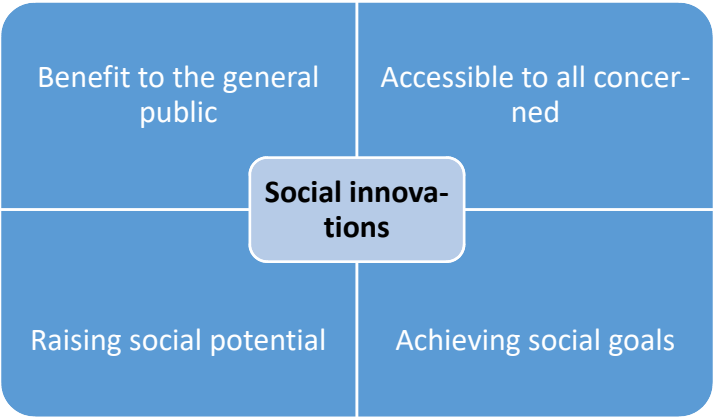 Benefit to the general
public
Accessible to all concer-
ned
Social innova-
tions
Raising social potential
Achieving social goals